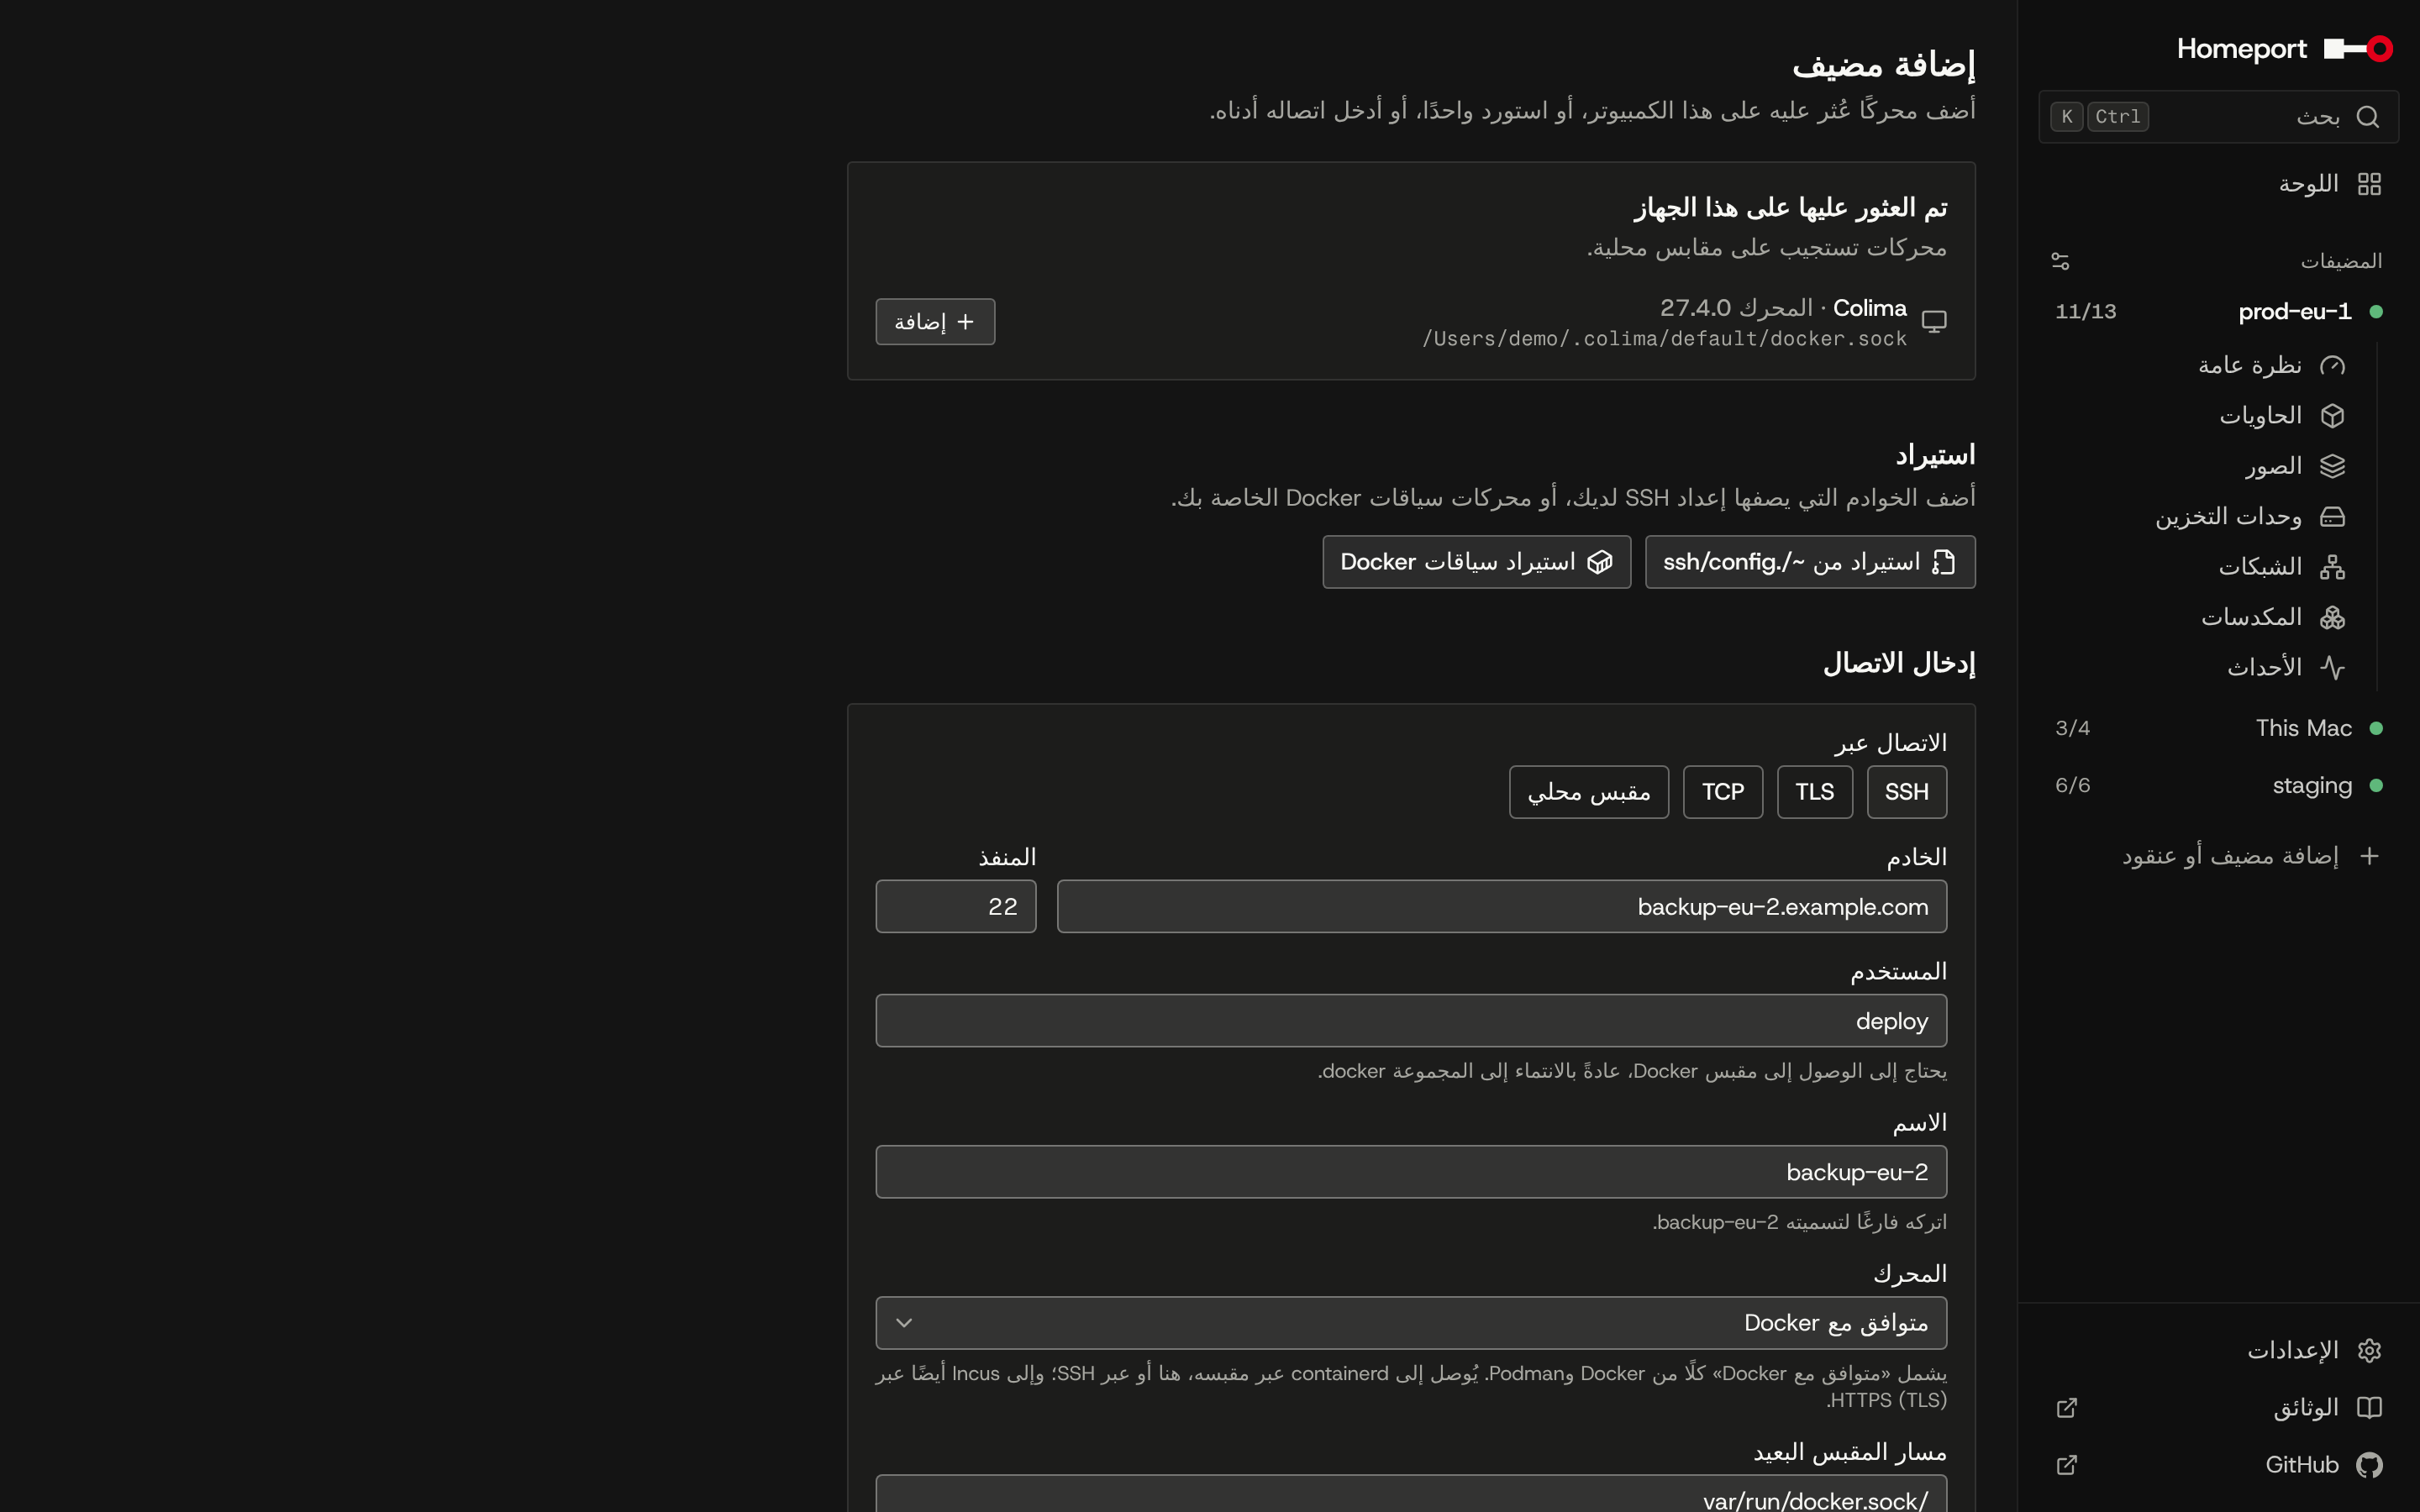 Homeport
بحث
Ctrl K
اللوحة
المضيفات
prod-eu-1 11/13
نظرة عامة
الحاويات
الصور
وحدات التخزين
الشبكات
المكدسات
الأحداث
This Mac 3/4
staging 6/6
إضافة مضيف أو عنقود
الإعدادات
الوثائق
GitHub
إضافة مضيف
أضف محركًا عُثر عليه على هذا الكمبيوتر، أو استورد واحدًا، أو أدخل اتصاله أدناه.
تم العثور عليها على هذا الجهاز
محركات تستجيب على مقابس محلية.
Colima · المحرك 27.4.0
/Users/demo/.colima/default/docker.sock
إضافة
استيراد
أضف الخوادم التي يصفها إعداد SSH لديك، أو محركات سياقات Docker الخاصة بك.
استيراد من ~/.ssh/config
استيراد سياقات Docker
إدخال الاتصال
الاتصال عبر
SSH TLS TCP مقبس محلي
الخادم
backup-eu-2.example.com
المنفذ
22
المستخدم
deploy
يحتاج إلى الوصول إلى مقبس Docker، عادةً بالانتماء إلى المجموعة docker.
الاسم
backup-eu-2
اتركه فارغًا لتسميته backup-eu-2.
المحرك
متوافق مع Docker
يشمل «متوافق مع Docker» كلًا من Docker وPodman. يُوصل إلى containerd عبر مقبسه، هنا أو عبر SSH؛ وإلى Incus أيضًا عبر
HTTPS (TLS).
مسار المقبس البعيد
/var/run/docker.sock